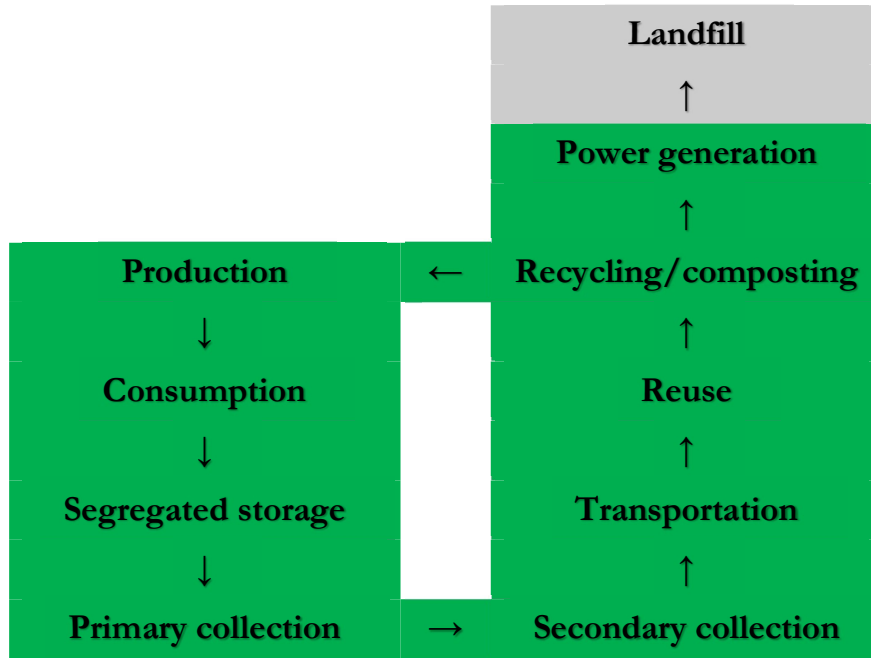 Landfill
↑
Power generation
↑
Production ← Recycling/composting
↓ ↑
Consumption Reuse
↓ ↑
Segregated storage Transportation
↓ ↑
Primary collection → Secondary collection